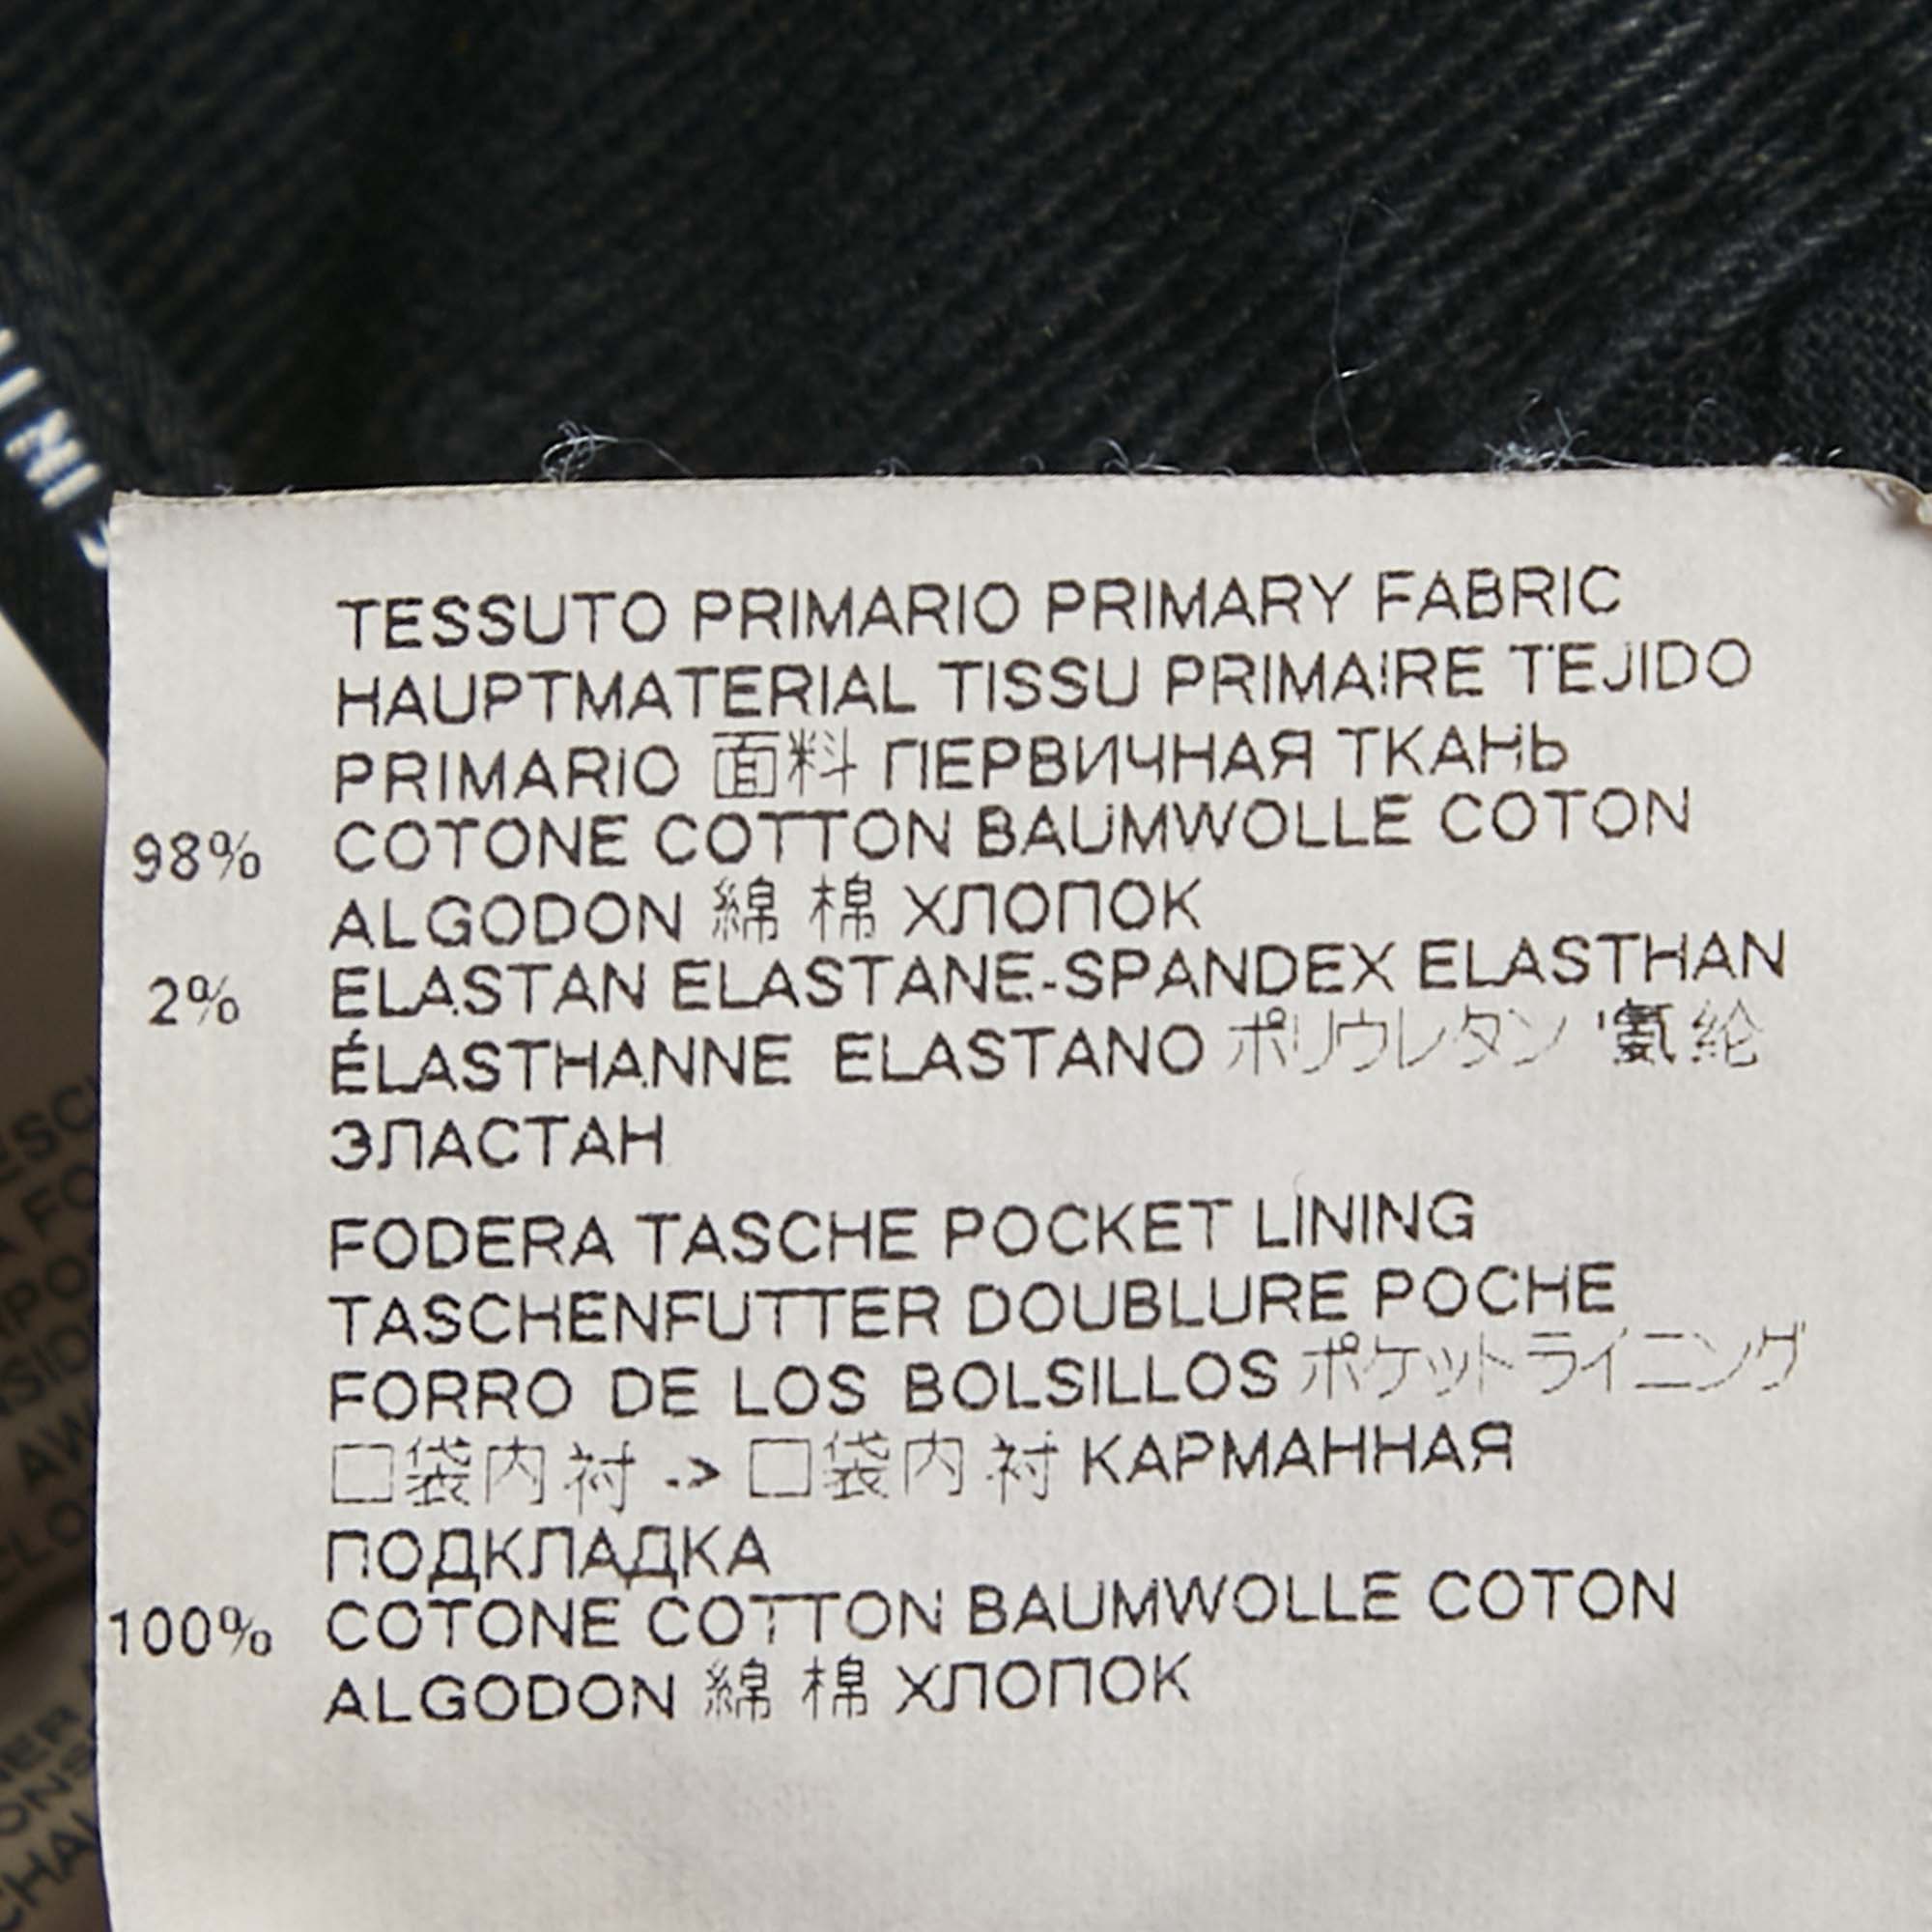 TESSUTO PRIMARIO PRIMARY FABRIC
HAUPTMATERIAL TISSU PRIMAIRE TEJIDO
PRIMARIO 面料 ПЕРВИЧНАЯ ТКАНЬ
98% COTONE COTTON BAUMWOLLE COTON
ALGODON 綿 棉 ХЛОПОК
2% ELASTAN ELASTANE-SPANDEX ELASTHAN
ÉLASTHANNE ELASTANO ポリウレタン 氨纶
ЭЛАСТАН
FODERA TASCHE POCKET LINING
TASCHENFUTTER DOUBLURE POCHE
FORRO DE LOS BOLSILLOS ポケットライニング
口袋内衬 -> 口袋内衬 КАРМАННАЯ
ПОДКЛАДКА
100% COTONE COTTON BAUMWOLLE COTON
ALGODON 綿 棉 ХЛОПОК